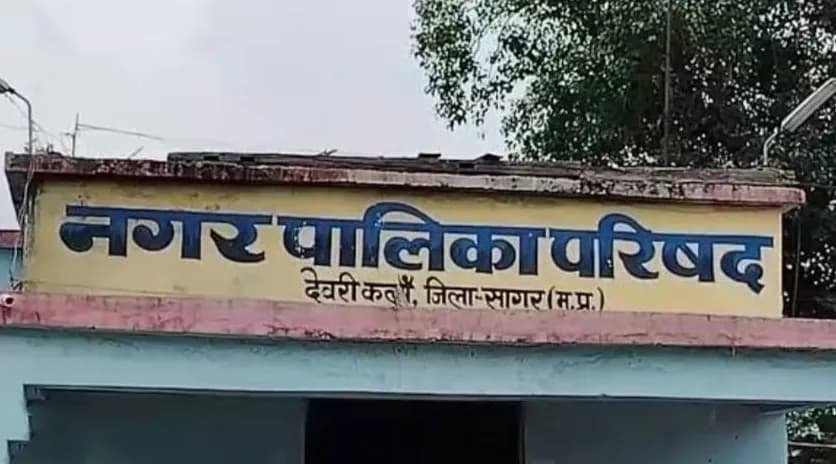 नगर पालिका परिषद
देवरी कलाँ, जिला-सागर (म.प्र.)